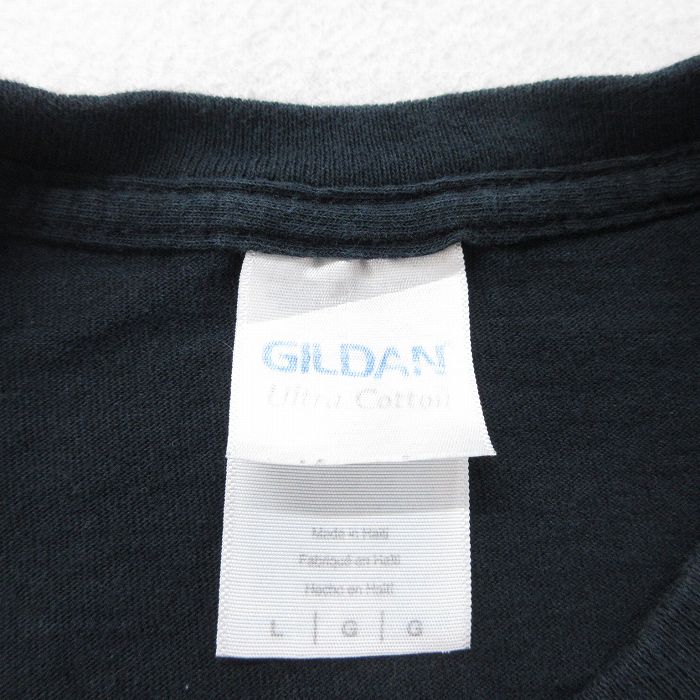 GILDAN
Ultra Cotton
Made in Haiti
Fabriqué en Haïti
Hecho en Haití
L | G | G